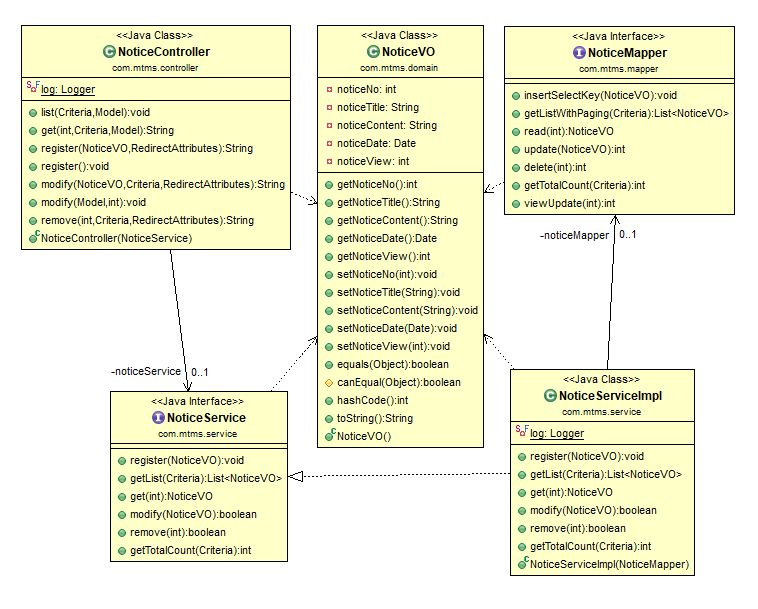 <<Java Class>>
C NoticeController
com.mtms.controller
S F log: Logger
list(Criteria,Model):void
get(int,Criteria,Model):String
register(NoticeVO,RedirectAttributes):String
register():void
modify(NoticeVO,Criteria,RedirectAttributes):String
modify(Model,int):void
remove(int,Criteria,RedirectAttributes):String
C NoticeController(NoticeService)
<<Java Class>>
C NoticeVO
com.mtms.domain
noticeNo: int
noticeTitle: String
noticeContent: String
noticeDate: Date
noticeView: int
getNoticeNo():int
getNoticeTitle():String
getNoticeContent():String
getNoticeDate():Date
getNoticeView():int
setNoticeNo(int):void
setNoticeTitle(String):void
setNoticeContent(String):void
setNoticeDate(Date):void
setNoticeView(int):void
equals(Object):boolean
canEqual(Object):boolean
hashCode():int
toString():String
C NoticeVO()
<<Java Interface>>
I NoticeMapper
com.mtms.mapper
insertSelectKey(NoticeVO):void
getListWithPaging(Criteria):List<NoticeVO>
read(int):NoticeVO
update(NoticeVO):int
delete(int):int
getTotalCount(Criteria):int
viewUpdate(int):int
-noticeMapper 0..1
-noticeService 0..1
<<Java Interface>>
I NoticeService
com.mtms.service
register(NoticeVO):void
getList(Criteria):List<NoticeVO>
get(int):NoticeVO
modify(NoticeVO):boolean
remove(int):boolean
getTotalCount(Criteria):int
<<Java Class>>
C NoticeServiceImpl
com.mtms.service
S F log: Logger
register(NoticeVO):void
getList(Criteria):List<NoticeVO>
get(int):NoticeVO
modify(NoticeVO):boolean
remove(int):boolean
getTotalCount(Criteria):int
C NoticeServiceImpl(NoticeMapper)